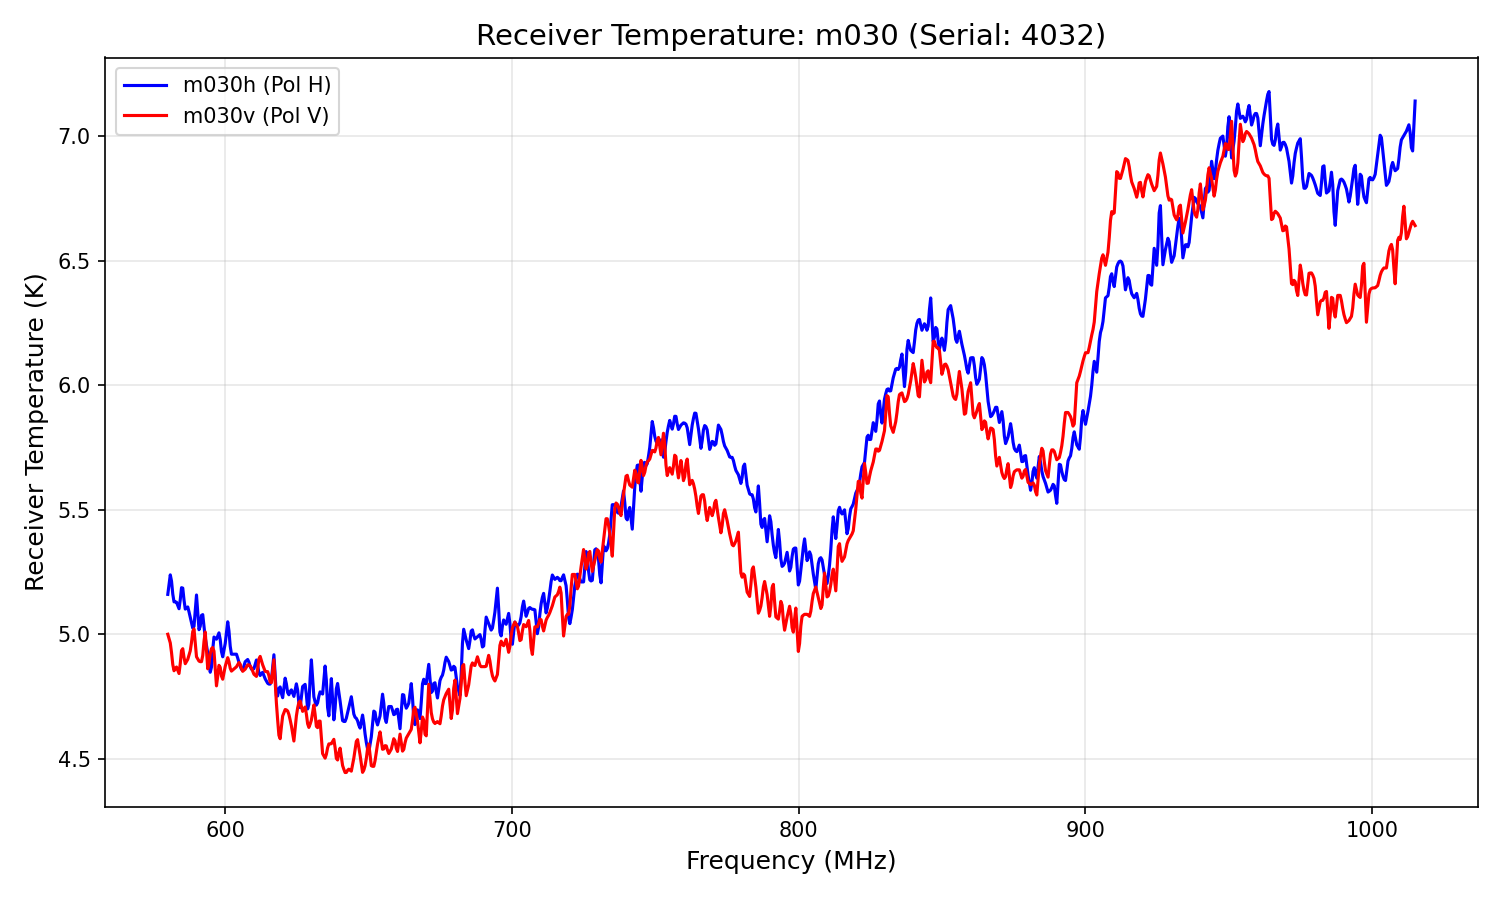 Receiver Temperature: m030 (Serial: 4032)
m030h (Pol H)
m030v (Pol V)
Receiver Temperature (K)
7.0
6.5
6.0
5.5
5.0
4.5
600 700 800 900 1000
Frequency (MHz)